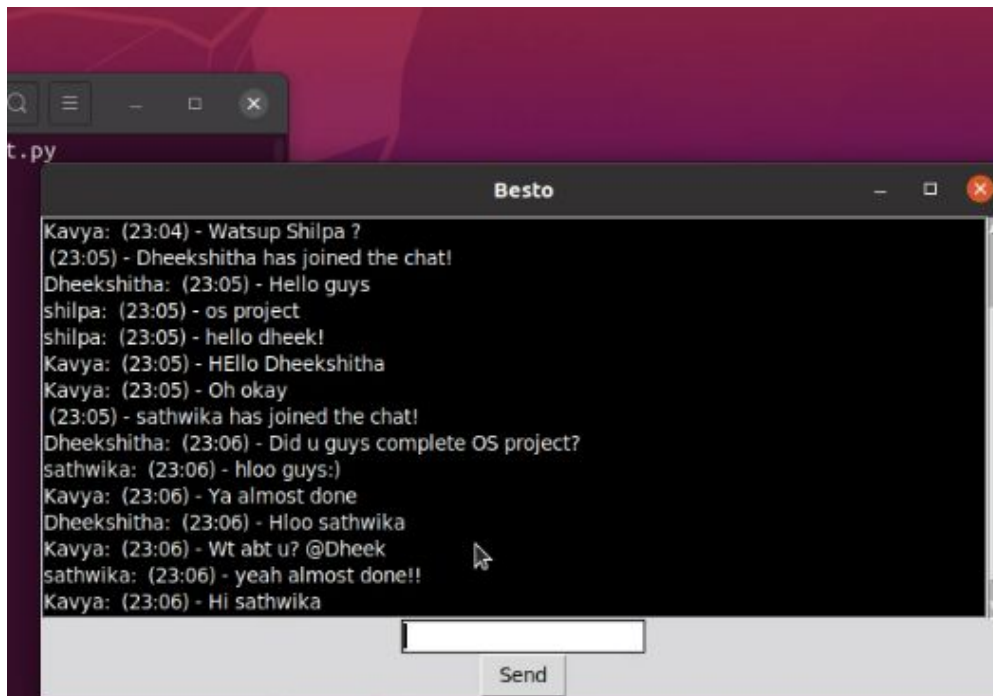 t.py
Besto
Kavya: (23:04) - Watsup Shilpa ?
(23:05) - Dheekshitha has joined the chat!
Dheekshitha: (23:05) - Hello guys
shilpa: (23:05) - os project
shilpa: (23:05) - hello dheek!
Kavya: (23:05) - HEllo Dheekshitha
Kavya: (23:05) - Oh okay
(23:05) - sathwika has joined the chat!
Dheekshitha: (23:06) - Did u guys complete OS project?
sathwika: (23:06) - hloo guys:)
Kavya: (23:06) - Ya almost done
Dheekshitha: (23:06) - Hloo sathwika
Kavya: (23:06) - Wt abt u? @Dheek
sathwika: (23:06) - yeah almost done!!
Kavya: (23:06) - Hi sathwika
Send